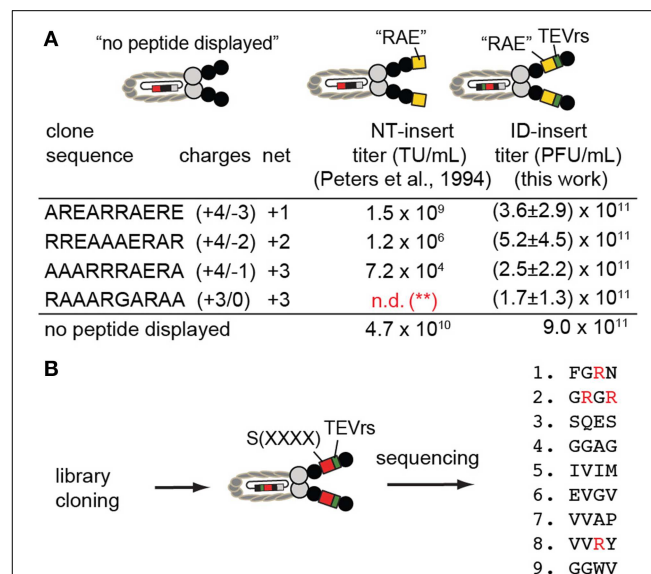 A
"no peptide displayed"
"RAE"
"RAE" TEVrs
clone sequence charges net
NT-insert titer (TU/mL) (Peters et al., 1994)
ID-insert titer (PFU/mL) (this work)
AREARRAERE (+4/-3) +1 1.5 x 10⁹ (3.6±2.9) x 10¹¹
RREAAAERAR (+4/-2) +2 1.2 x 10⁶ (5.2±4.5) x 10¹¹
AAARRRAERA (+4/-1) +3 7.2 x 10⁴ (2.5±2.2) x 10¹¹
RAAARGARAA (+3/0) +3 n.d. (**) (1.7±1.3) x 10¹¹
no peptide displayed 4.7 x 10¹⁰ 9.0 x 10¹¹
B
library cloning
S(XXXX) TEVrs
sequencing
1. FGRN
2. GRGR
3. SQES
4. GGAG
5. IVIM
6. EVGV
7. VVAP
8. VVRY
9. GGWV